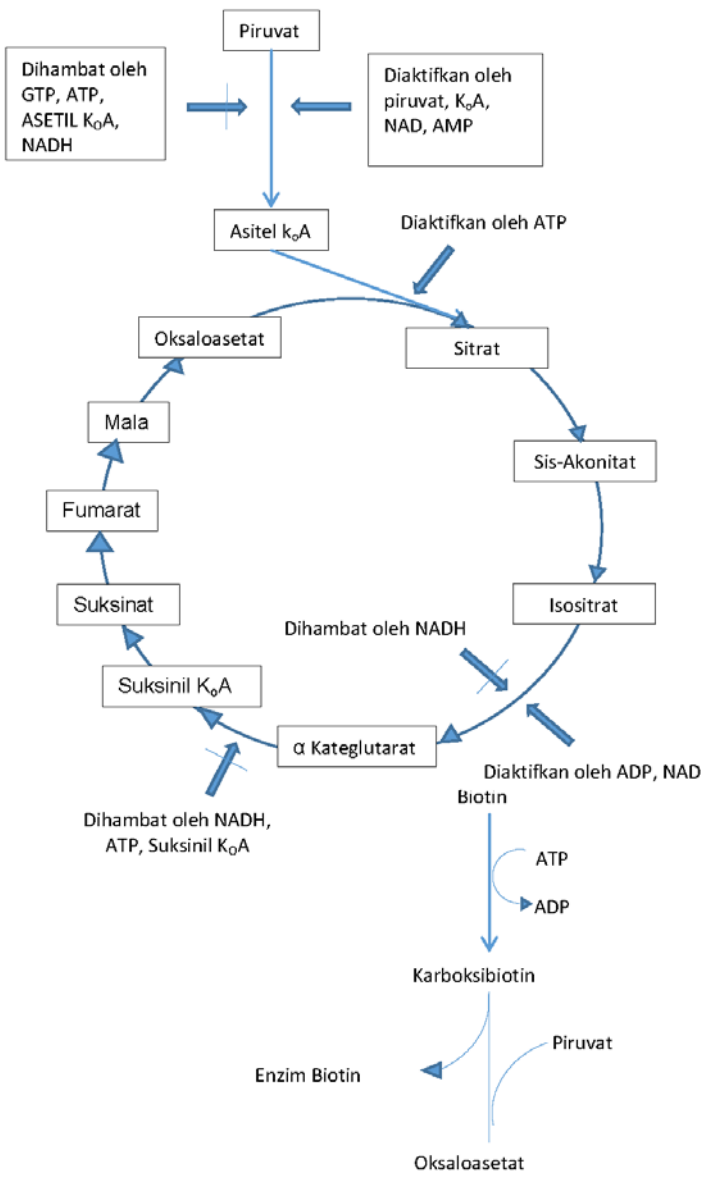 Piruvat
Dihambat oleh
GTP, ATP,
ASETIL KOA,
NADH
Diaktifkan oleh
piruvat, KoA,
NAD, AMP
Asitel koA
Diaktifkan oleh ATP
Oksaloasetat
Sitrat
Mala
Sis-Akonitat
Fumarat
Suksinat
Isositrat
Dihambat oleh NADH
Suksinil KoA
α Kateglutarat
Diaktifkan oleh ADP, NAD
Dihambat oleh NADH,
ATP, Suksinil KOA
Biotin
ATP
ADP
Karboksibiotin
Piruvat
Enzim Biotin
Oksaloasetat